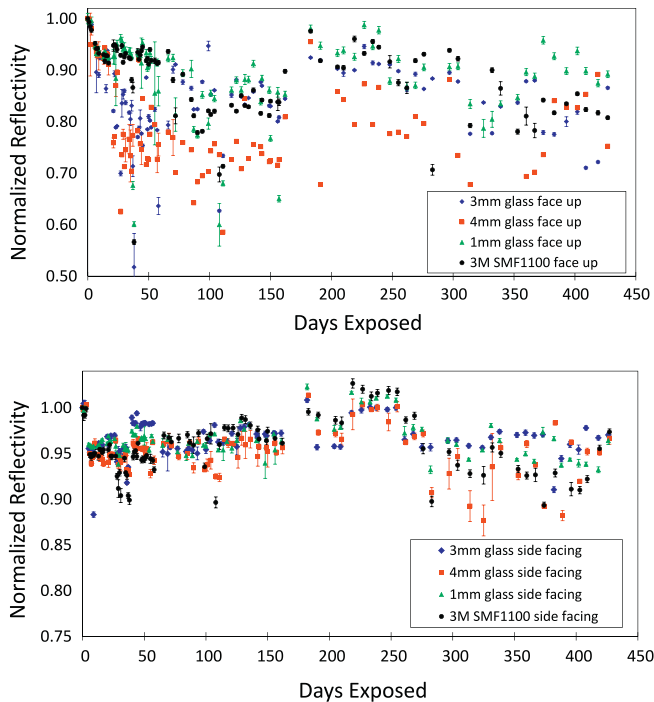 1.00
0.90
0.80
0.70
0.60
0.50
Normalized Reflectivity
0 50 100 150 200 250 300 350 400 450
Days Exposed
3mm glass face up
4mm glass face up
1mm glass face up
3M SMF1100 face up
1.00
0.95
0.90
0.85
0.80
0.75
Normalized Reflectivity
0 50 100 150 200 250 300 350 400 450
Days Exposed
3mm glass side facing
4mm glass side facing
1mm glass side facing
3M SMF1100 side facing